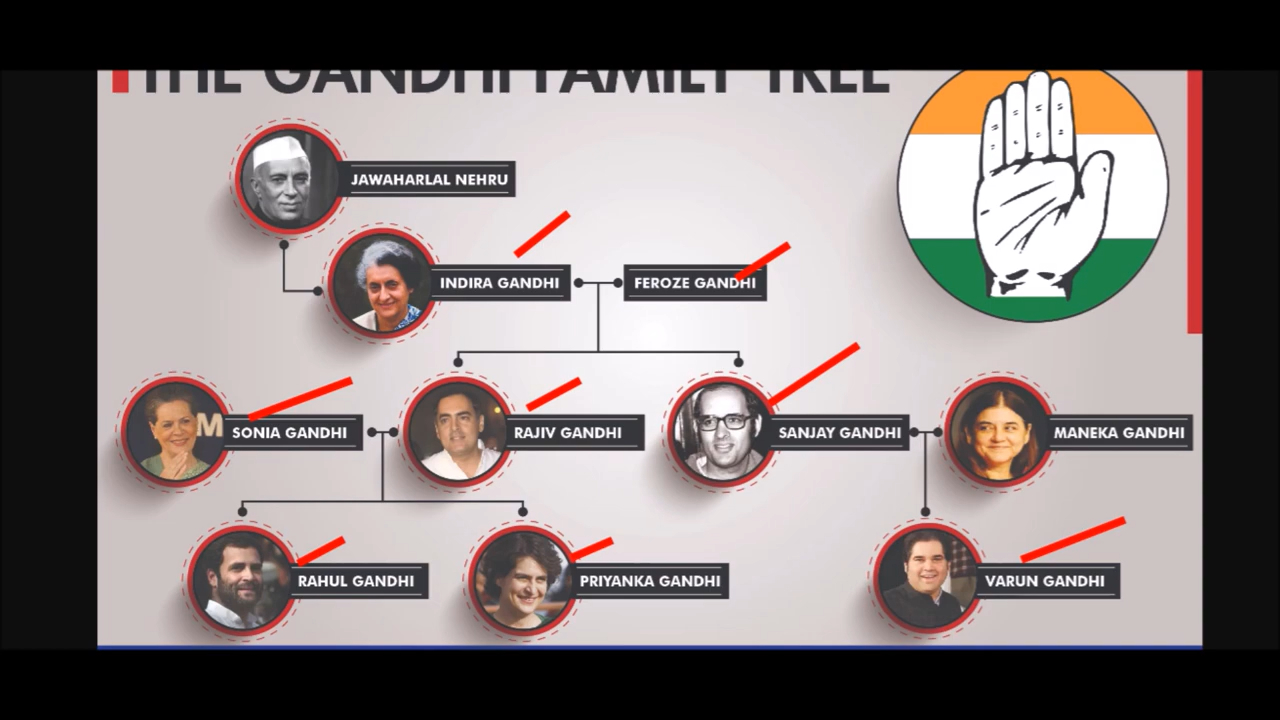 THE GANDHI FAMILY TREE
JAWAHARLAL NEHRU
INDIRA GANDHI
FEROZE GANDHI
M
SONIA GANDHI
RAJIV GANDHI
SANJAY GANDHI
MANEKA GANDHI
RAHUL GANDHI
PRIYANKA GANDHI
VARUN GANDHI